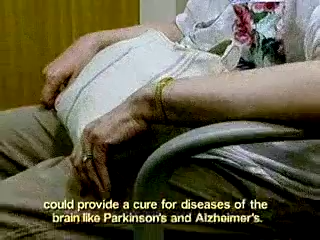 could provide a cure for diseases of the
brain like Parkinson's and Alzheimer's.